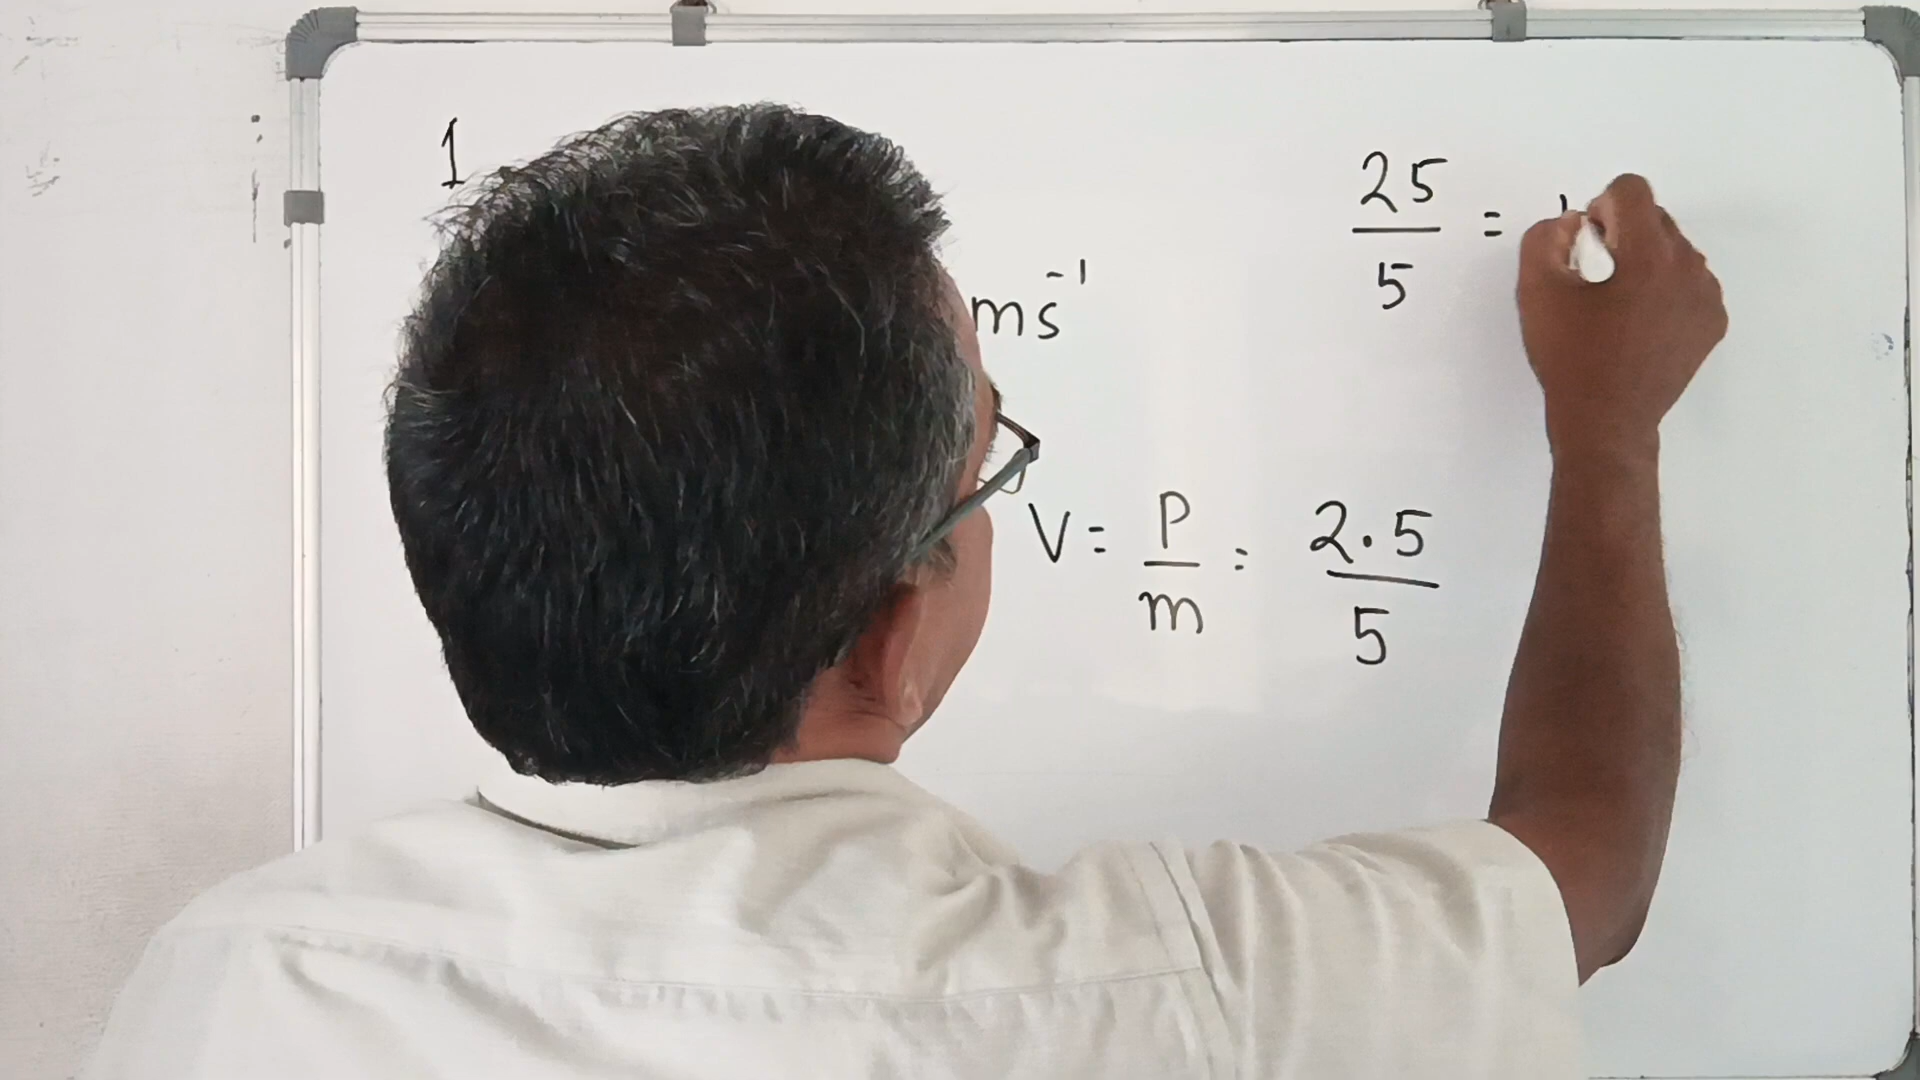 1
25/5 =
ms⁻¹
V = P/m = 2.5/5